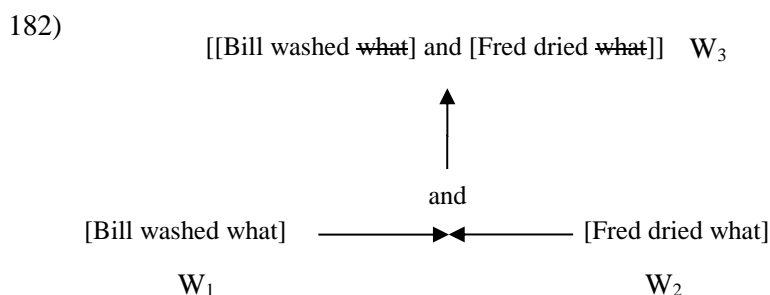 182)
[[Bill washed what] and [Fred dried what]] W₃
and
[Bill washed what] [Fred dried what]
W₁ W₂